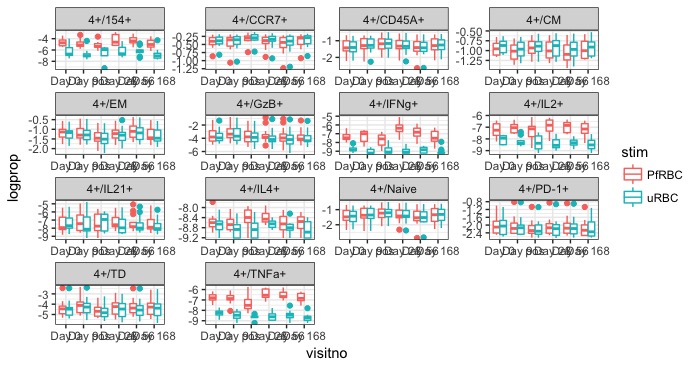 4+/154+ 4+/CCR7+ 4+/CD45A+ 4+/CM
-4 -6 -8
-0.25 -0.50 -0.75 -1.00 -1.25
-1 -2
-0.50 -0.75 -1.00 -1.25
4+/EM 4+/GzB+ 4+/IFNg+ 4+/IL2+
-0.5 -1.0 -1.5 -2.0
-2 -4 -6
-5 -6 -7 -8 -9
-6 -7 -8 -9
4+/IL21+ 4+/IL4+ 4+/Naive 4+/PD-1+
-5 -6 -7 -8 -9
-8.0 -8.4 -8.8 -9.2
-1 -2
-0.8 -1.2 -1.6 -2.0 -2.4
4+/TD 4+/TNFa+
-3 -4 -5
-6 -7 -8 -9
logprop
visitno
stim
PfRBC
uRBC